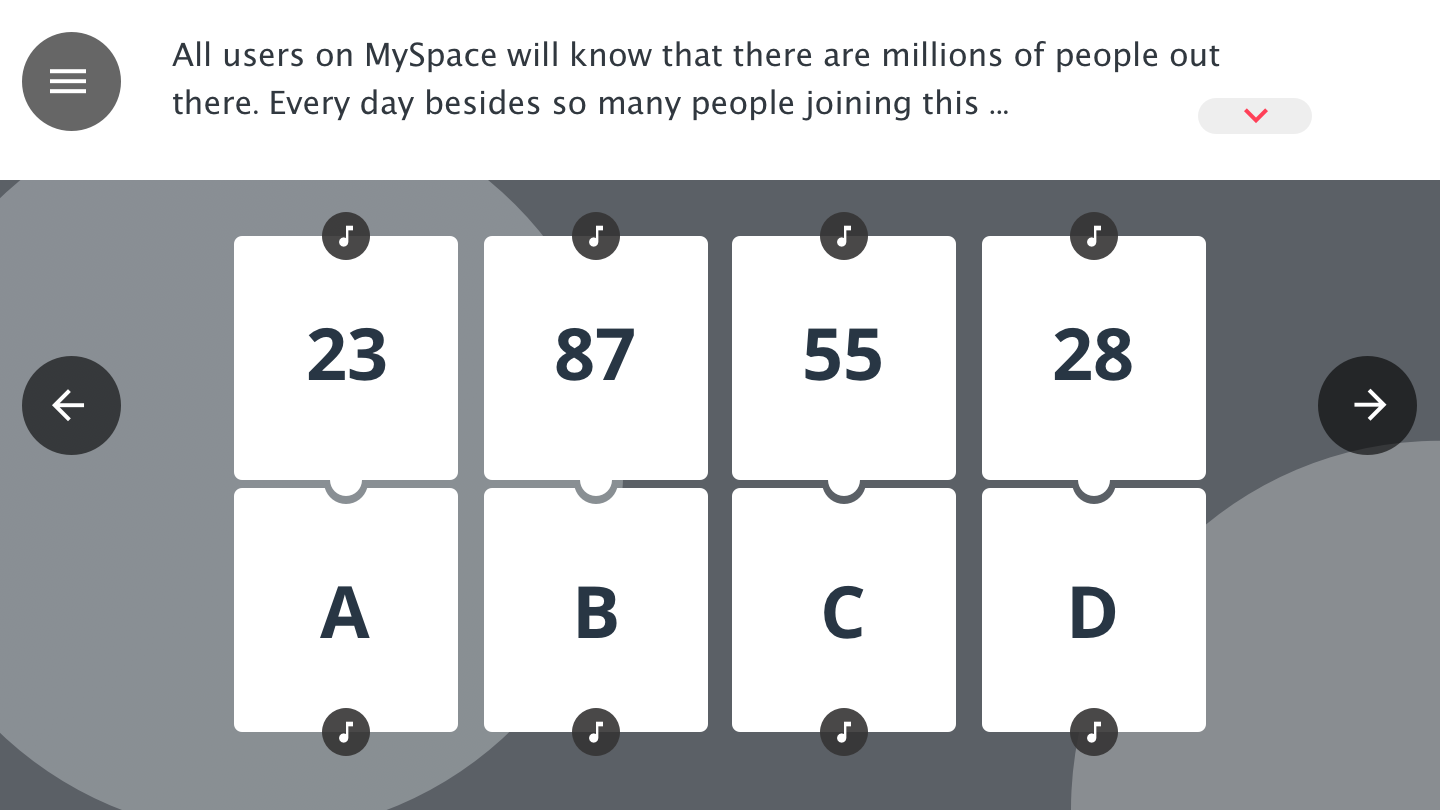 All users on MySpace will know that there are millions of people out
there. Every day besides so many people joining this ...
23 87 55 28
A B C D